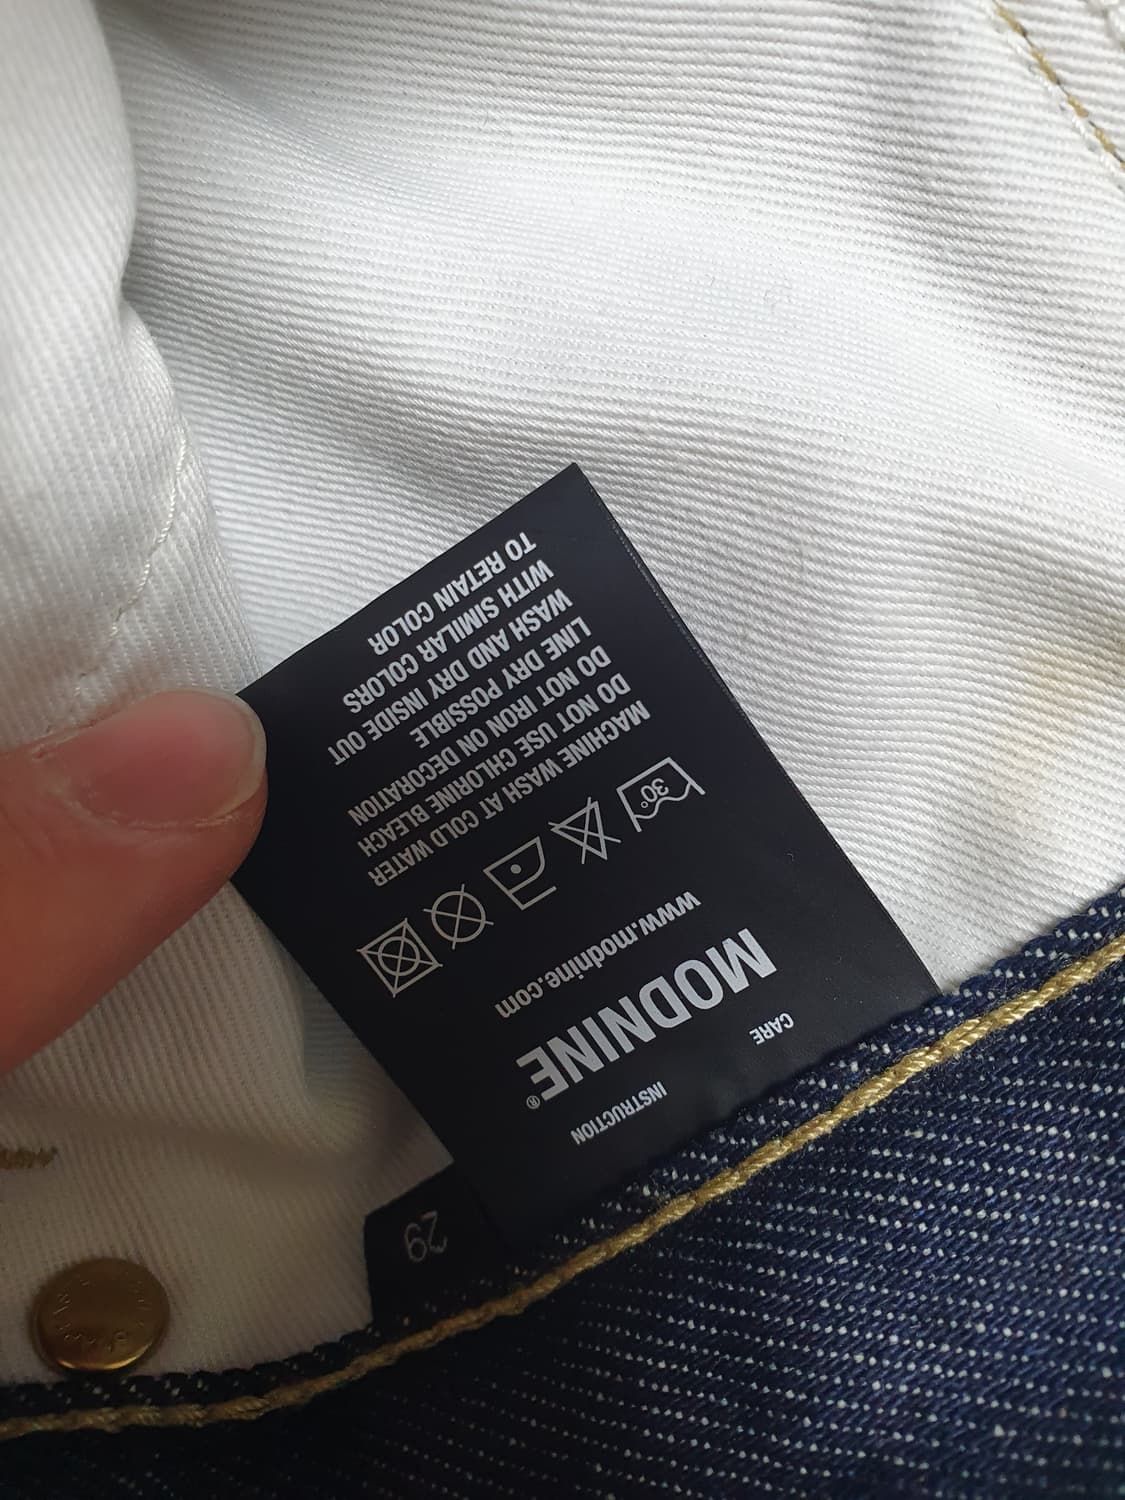 CARE INSTRUCTION
MODNINE®
www.modnine.com
30°
MACHINE WASH AT COLD WATER
DO NOT USE CHLORINE BLEACH
DO NOT IRON ON DECORATION
LINE DRY POSSIBLE
WASH AND DRY INSIDE OUT
WITH SIMILAR COLORS
TO RETAIN COLOR
29